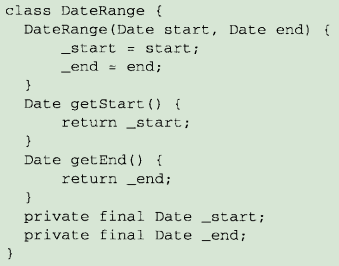 class DateRange {
  DateRange(Date start, Date end) {
      _start = start;
      _end = end;
  }
  Date getStart() {
      return _start;
  }
  Date getEnd() {
      return _end;
  }
  private final Date _start;
  private final Date _end;
}